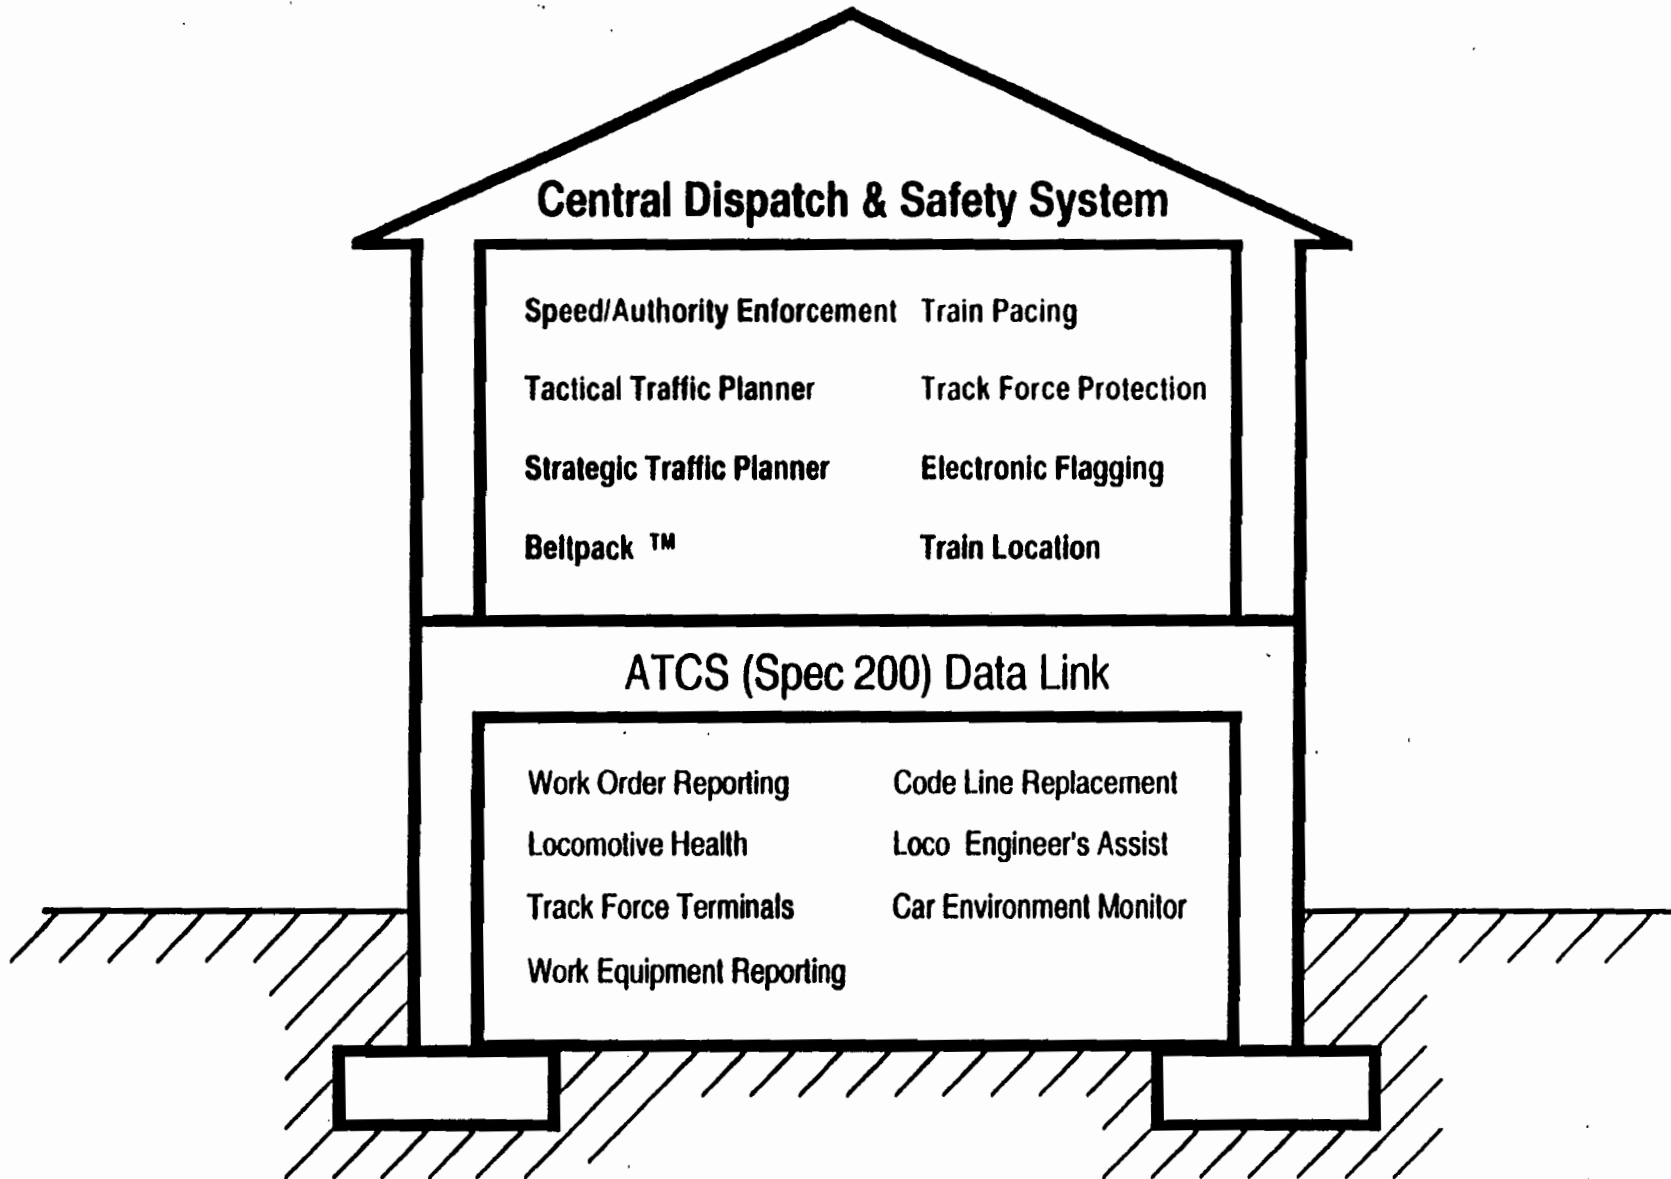 Central Dispatch & Safety System
Speed/Authority Enforcement Train Pacing
Tactical Traffic Planner Track Force Protection
Strategic Traffic Planner Electronic Flagging
Beltpack ™ Train Location
ATCS (Spec 200) Data Link
Work Order Reporting Code Line Replacement
Locomotive Health Loco Engineer's Assist
Track Force Terminals Car Environment Monitor
Work Equipment Reporting